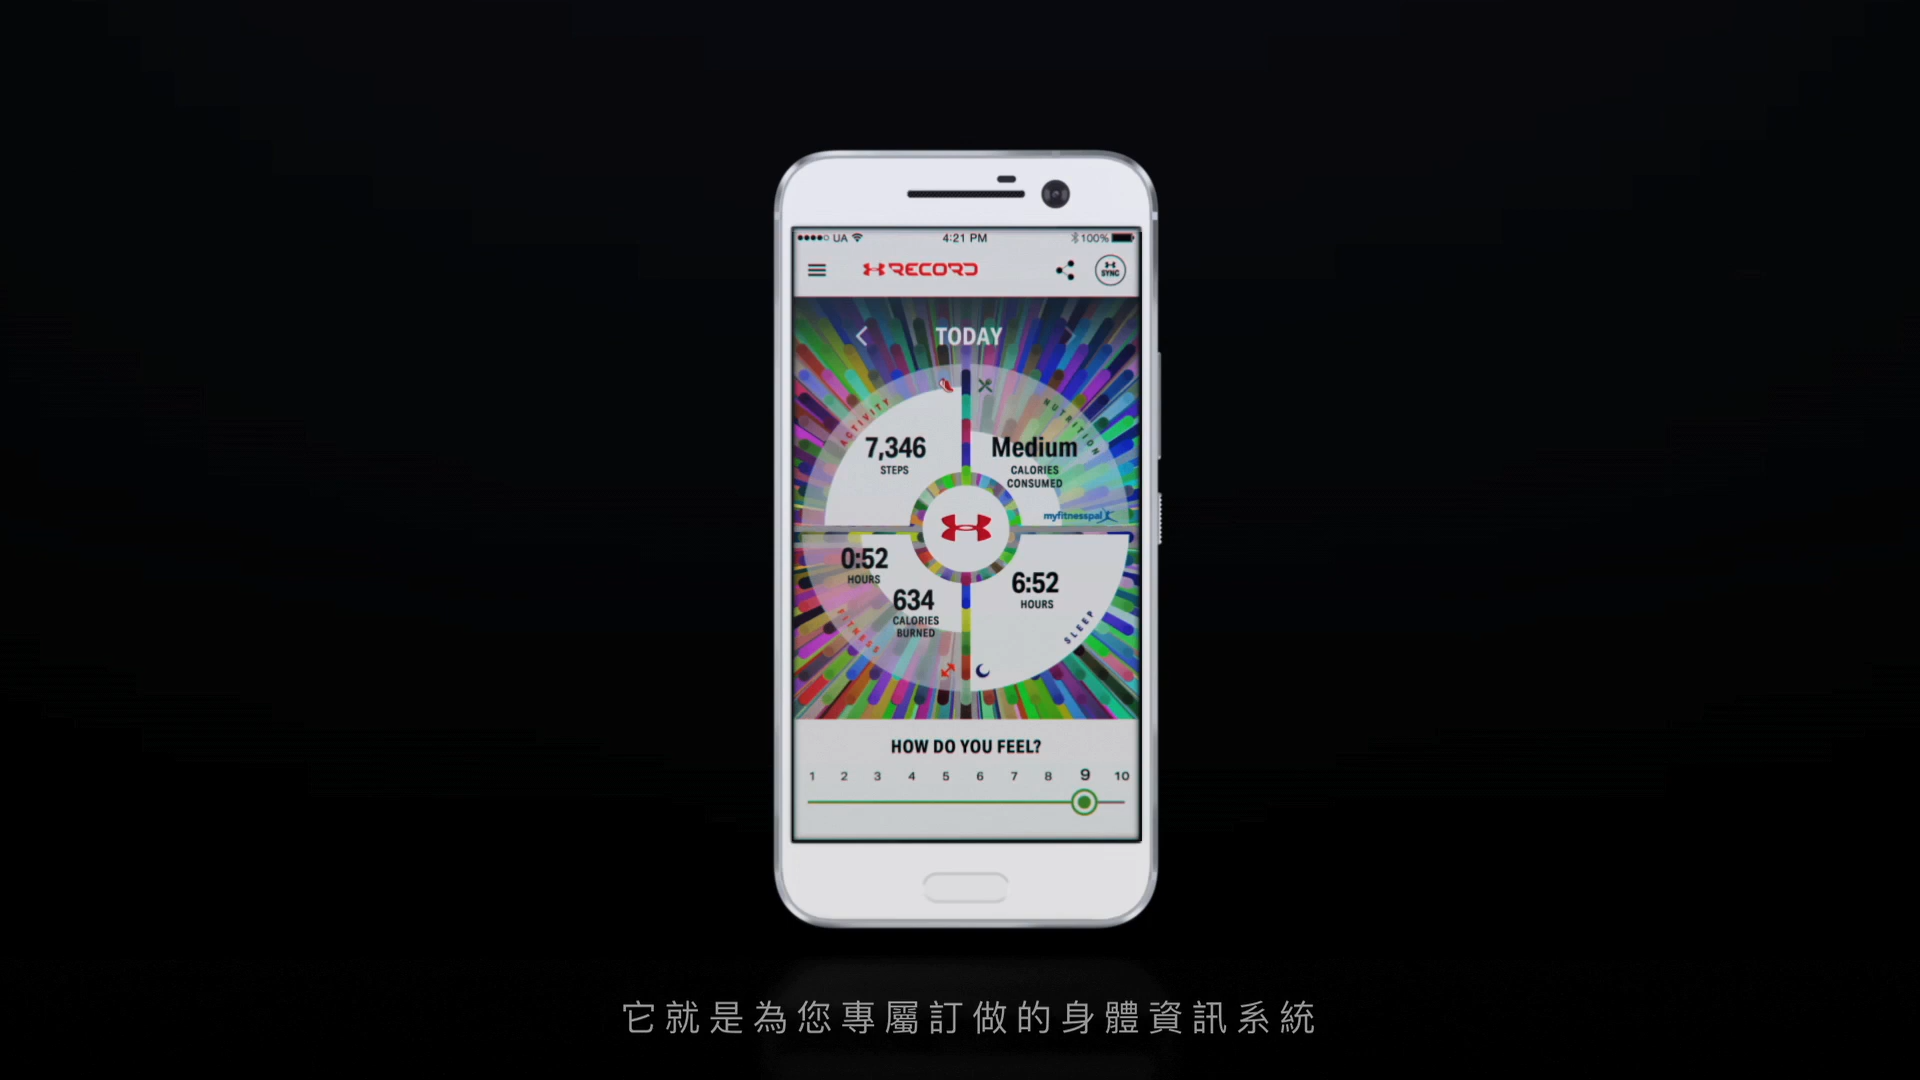 UA 4:21 PM 100%
RECORD SYNC
TODAY
ACTIVITY
7,346
STEPS
NUTRITION
Medium
CALORIES
CONSUMED
myfitnesspal
0:52
HOURS
634
CALORIES
BURNED
FITNESS
6:52
HOURS
SLEEP
HOW DO YOU FEEL?
1 2 3 4 5 6 7 8 9 10
它就是為您專屬訂做的身體資訊系統